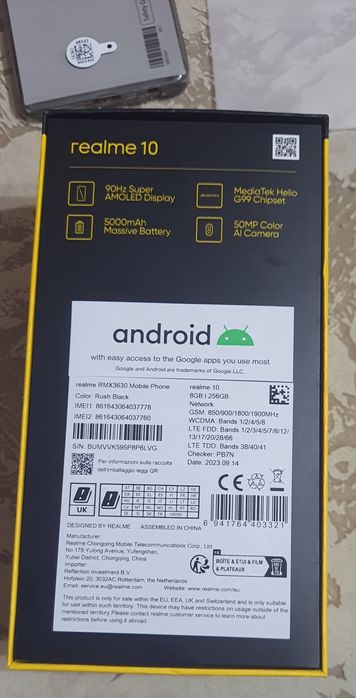 realme 10
90Hz Super
AMOLED Display
MediaTek Helio
G99 Chipset
5000mAh
Massive Battery
50MP Color
AI Camera
android
with easy access to the Google apps you use most
Google and Android are trademarks of Google LLC.
realme RMX3630 Mobile Phone
Color: Rush Black
IMEI1: 861643064037778
IMEI2: 861643064037760
S/N: BUMVVK595P8P6LVG
realme 10
8GB | 256GB
Network:
GSM: 850/900/1800/1900MHz
WCDMA: Bands 1/2/4/5/8
LTE FDD: Bands 1/2/3/4/5/7/8/12/
13/17/20/28/66
LTE TDD: Bands 38/40/41
Checker: PB7N
Date: 2023.09.14
Per informazioni sulla raccolta
dell'imballaggio leggi QR
CE
6 941764 403321
UK
DESIGNED BY REALME ASSEMBLED IN CHINA
Manufacturer:
Realme Chongqing Mobile Telecommunications Corp., Ltd.
No.178 Yulong Avenue, Yufengshan,
Yubei District, Chongqing, China
Importer:
Reflection Investment B.V.
Hofplein 20, 3032AC Rotterdam, the Netherlands
Email: service.eu@realme.com Website: www.realme.com/eu
BOÎTE & ÉTUI & FILM
& PLATEAUX
This product is only for sale within the EU, EEA, UK and Switzerland and is only suitable
for use within such territory. This device may have restrictions on usage outside of the
mentioned territory. Please contact realme customer service to learn more about
restrictions before doing so.